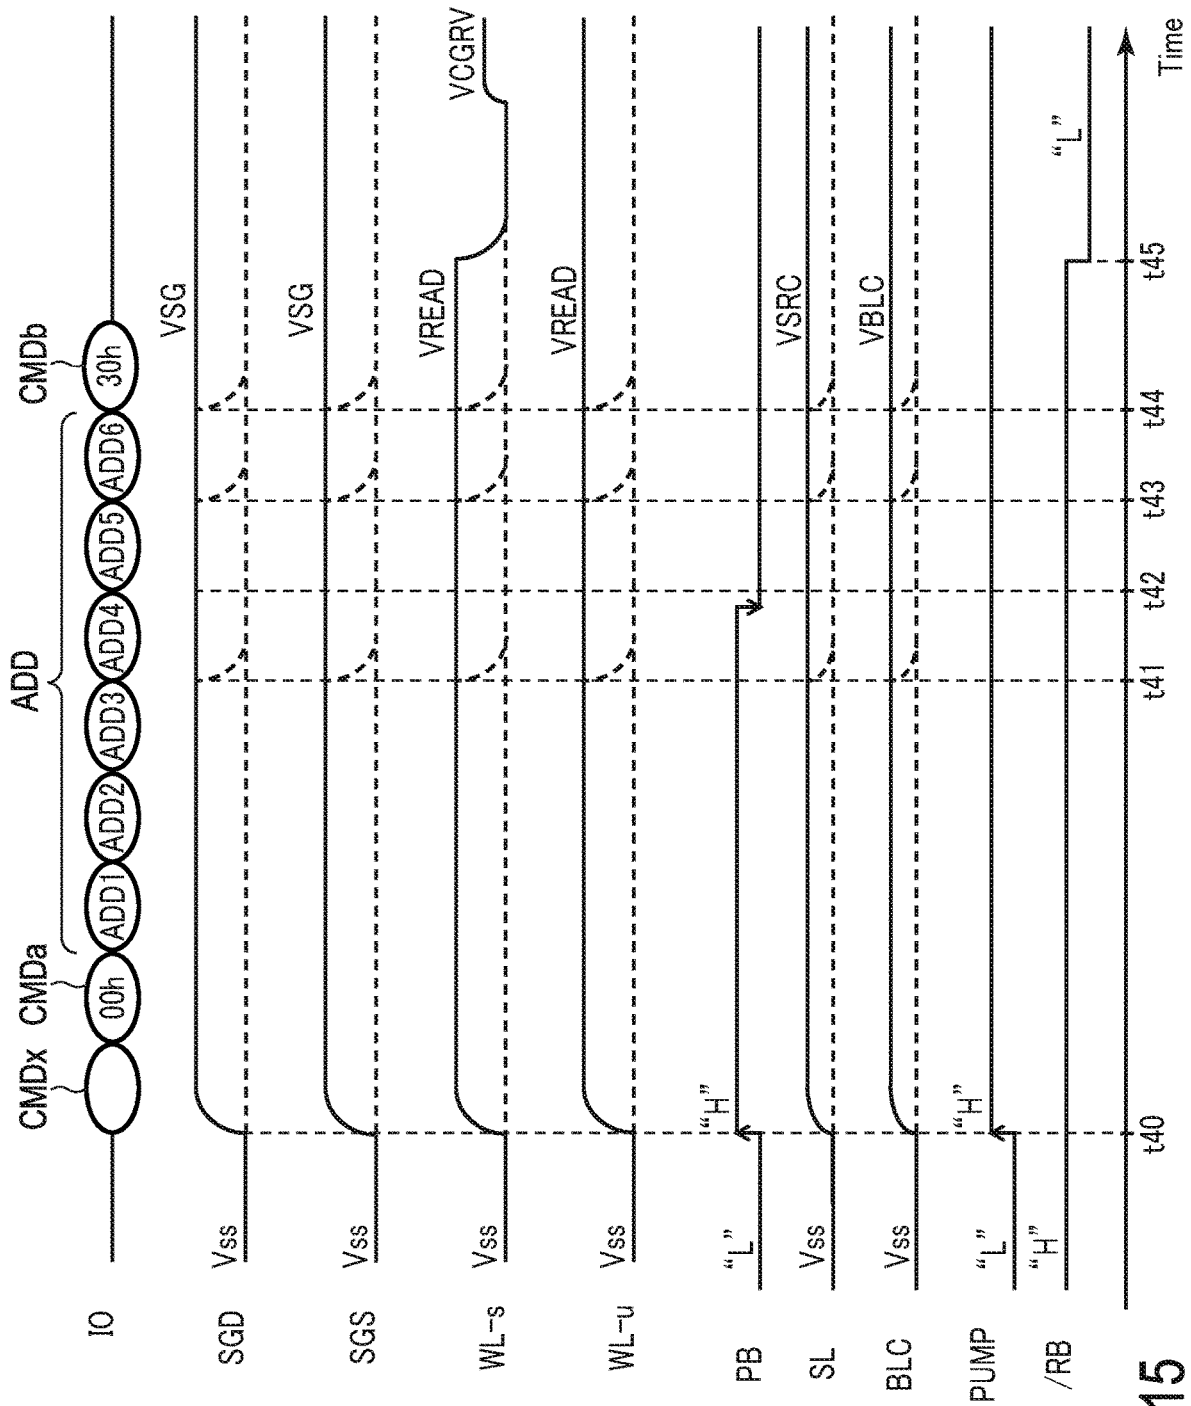 ADD
CMDx CMDa CMDb
IO 00h ADD1 ADD2 ADD3 ADD4 ADD5 ADD6 30h
SGD Vss VSG
SGS Vss VSG
WL-s Vss VREAD VCGRV
WL-u Vss VREAD
PB "L" "H"
SL Vss VSRC
BLC Vss VBLC
PUMP "L" "H"
/RB "H" "L"
t40 t41 t42 t43 t44 t45
Time
15